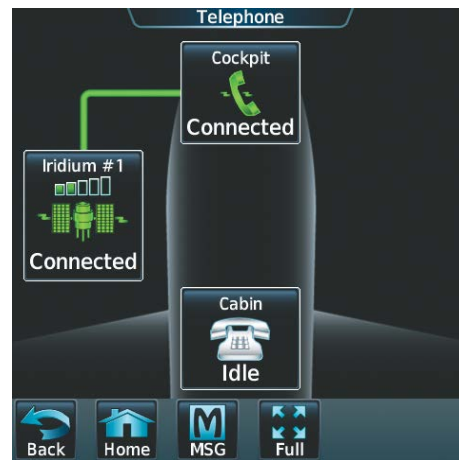 Telephone
Cockpit
Connected
Iridium #1
Connected
Cabin
Idle
Back
Home
MSG
Full